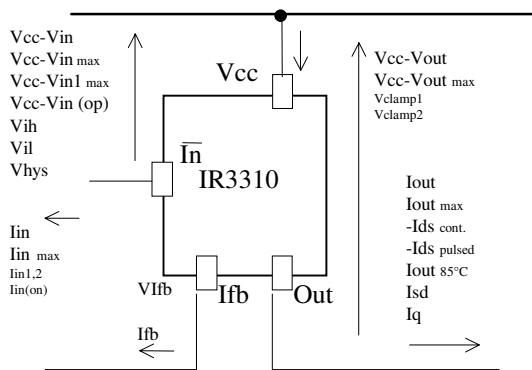 Vcc-Vin
Vcc-Vin max
Vcc-Vin1 max
Vcc-Vin (op)
Vih
Vil
Vhys
Iin
Iin max
Iin1,2
Iin(on)
Vcc
In
IR3310
VIfb
Ifb
Out
Ifb
Vcc-Vout
Vcc-Vout max
Vclamp1
Vclamp2
Iout
Iout max
-Ids cont.
-Ids pulsed
Iout 85°C
Isd
Iq